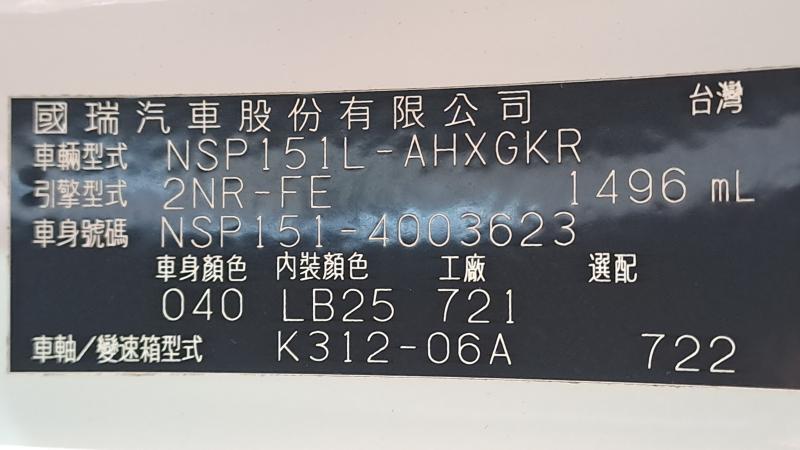 國瑞汽車股份有限公司 台灣
車輛型式 NSP151L-AHXGKR
引擎型式 2NR-FE 1496 mL
車身號碼 NSP151-4003623
車身顏色 內裝顏色 工廠 選配
040 LB25 721
車軸/變速箱型式 K312-06A 722